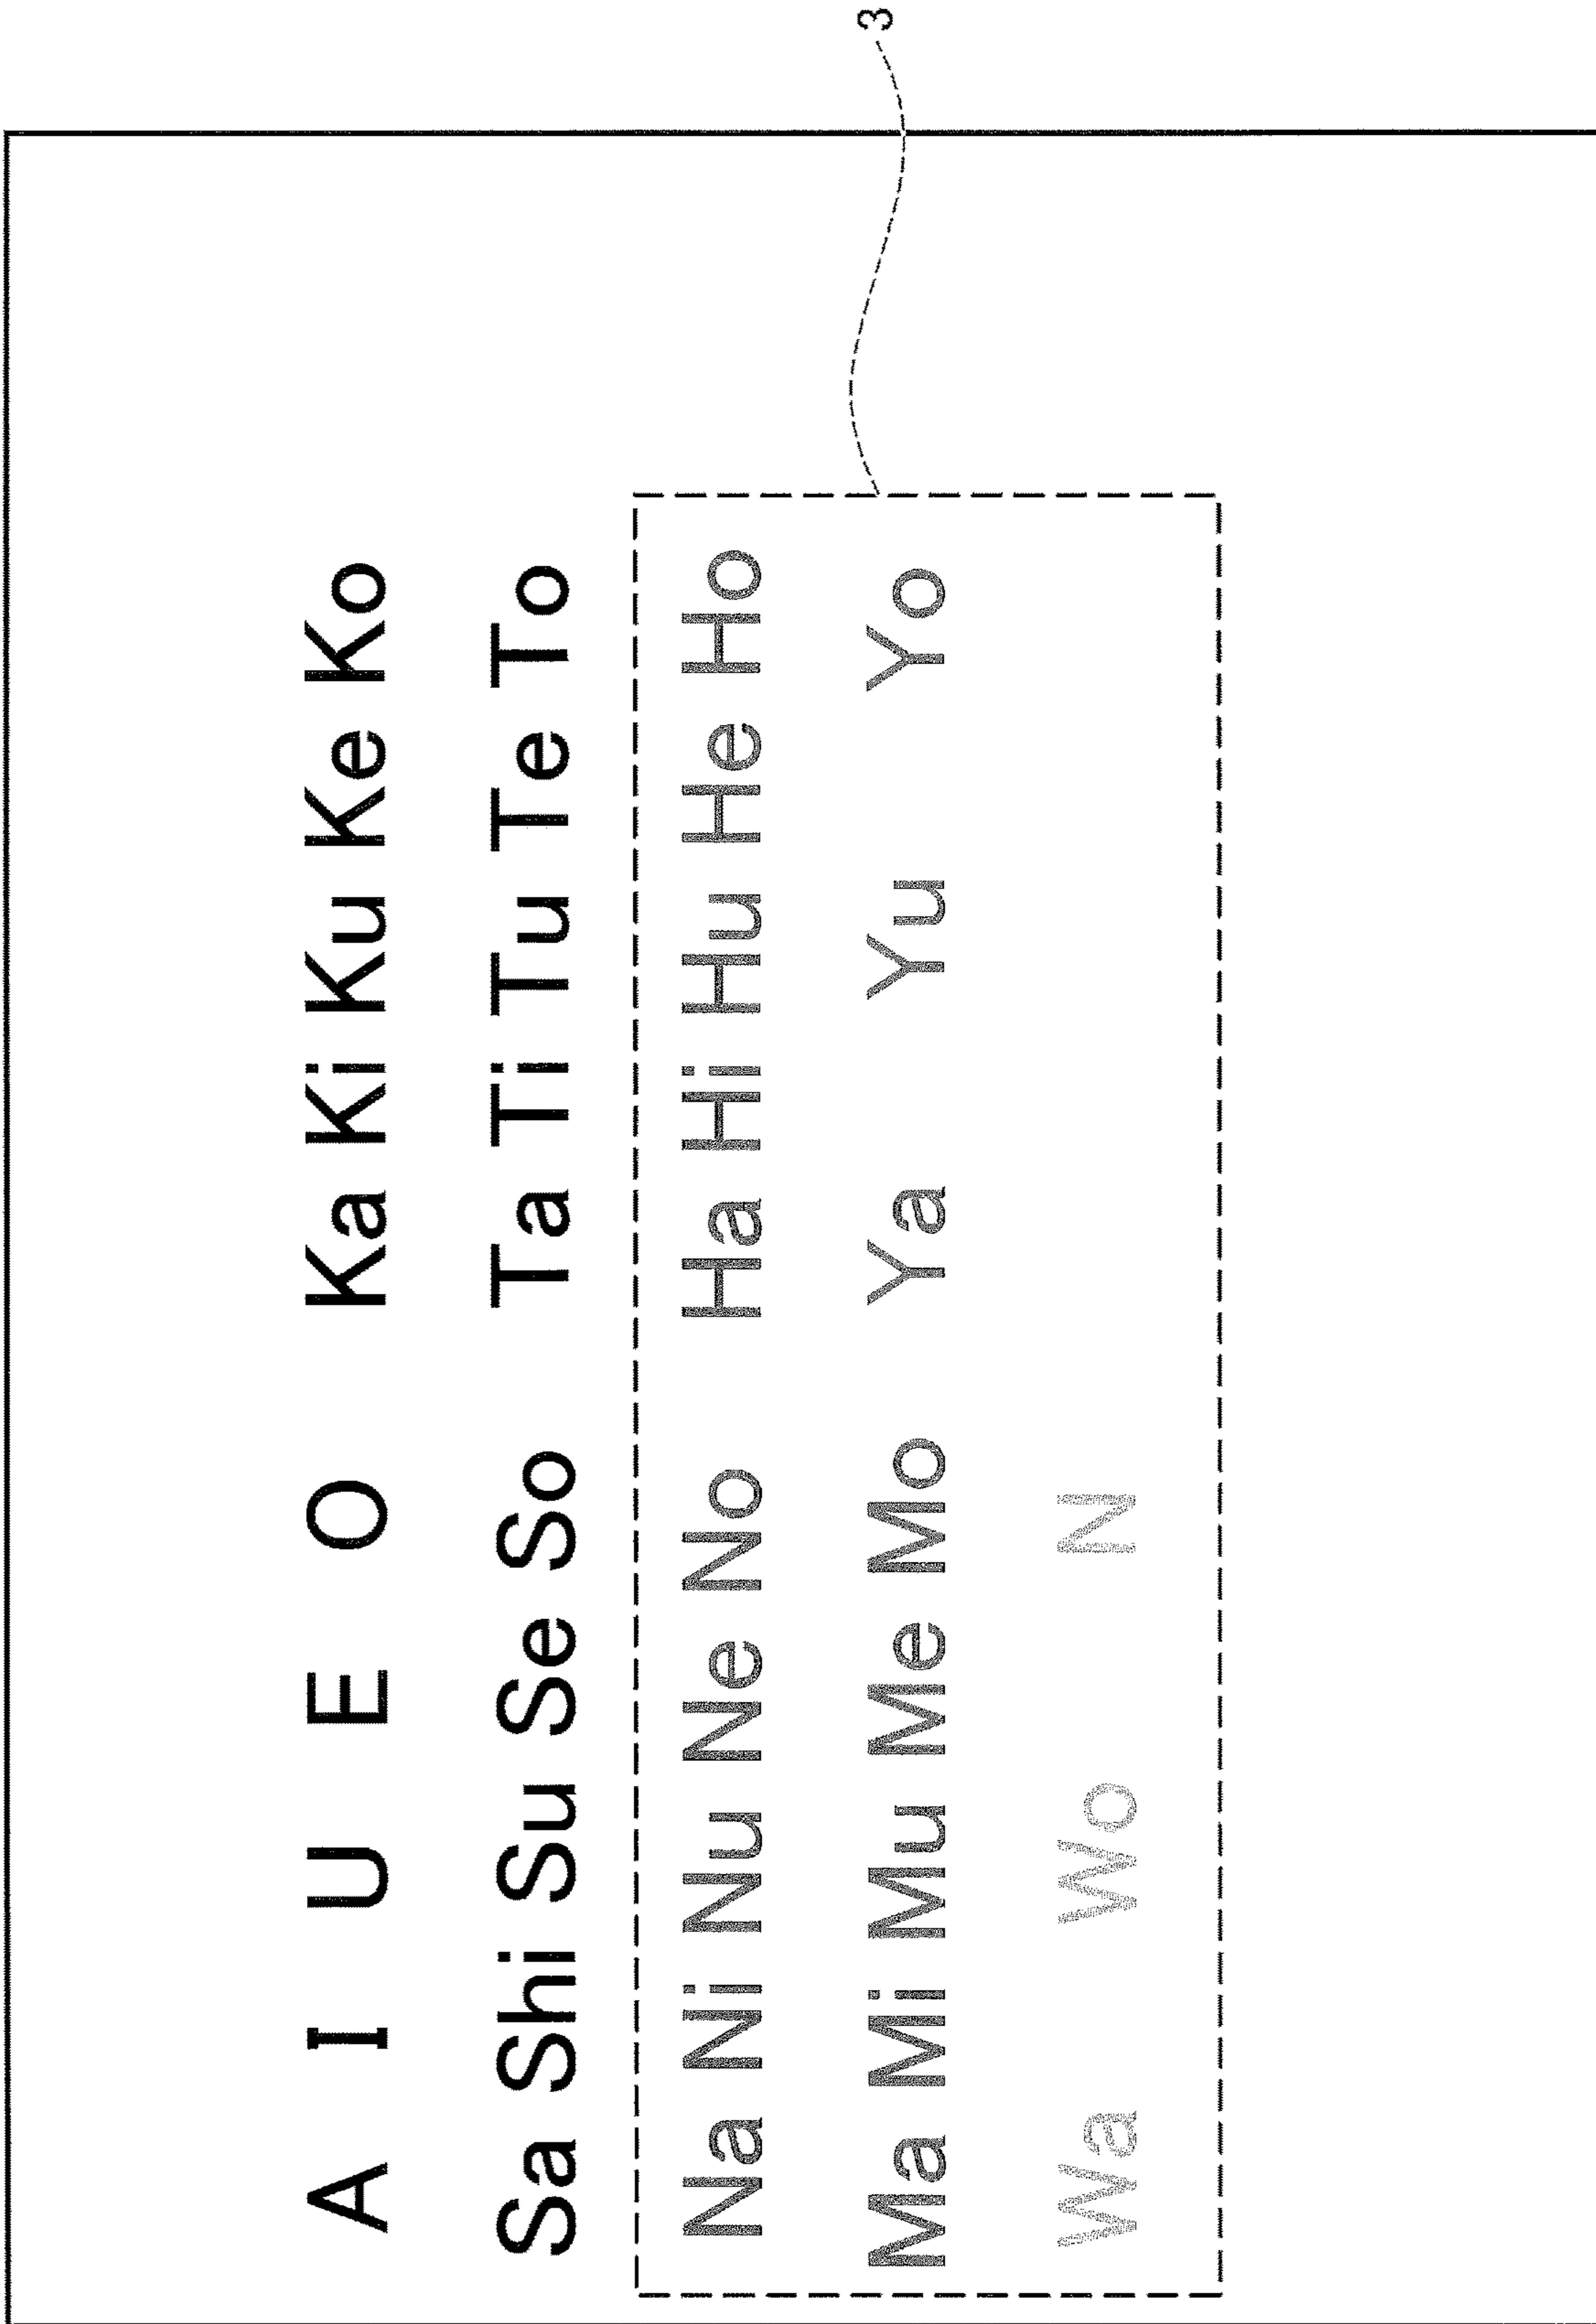 A I U E O Ka Ki Ku Ke Ko
Sa Shi Su Se So Ta Ti Tu Te To
Na Ni Nu Ne No Ha Hi Hu He Ho
Ma Mi Mu Me Mo Ya Yu Yo
Wa Wo N
3